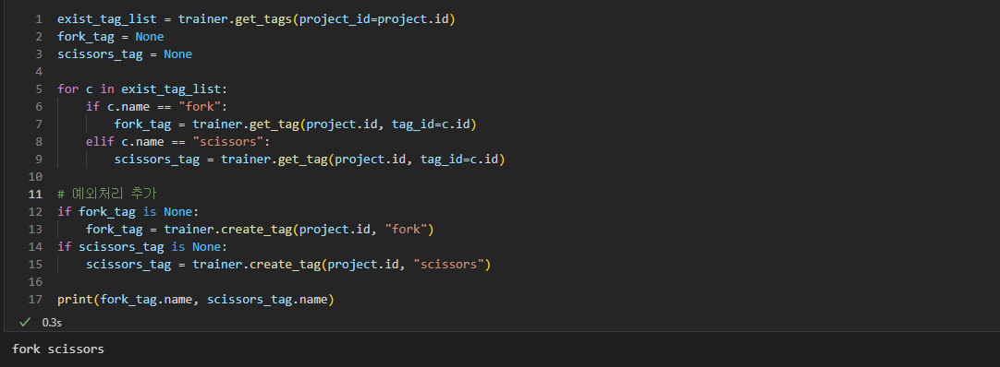 1 exist_tag_list = trainer.get_tags(project_id=project.id)
2 fork_tag = None
3 scissors_tag = None
4
5 for c in exist_tag_list:
6     if c.name == "fork":
7         fork_tag = trainer.get_tag(project.id, tag_id=c.id)
8     elif c.name == "scissors":
9         scissors_tag = trainer.get_tag(project.id, tag_id=c.id)
10
11 # 예외처리 추가
12 if fork_tag is None:
13     fork_tag = trainer.create_tag(project.id, "fork")
14 if scissors_tag is None:
15     scissors_tag = trainer.create_tag(project.id, "scissors")
16
17 print(fork_tag.name, scissors_tag.name)
0.3s
fork scissors